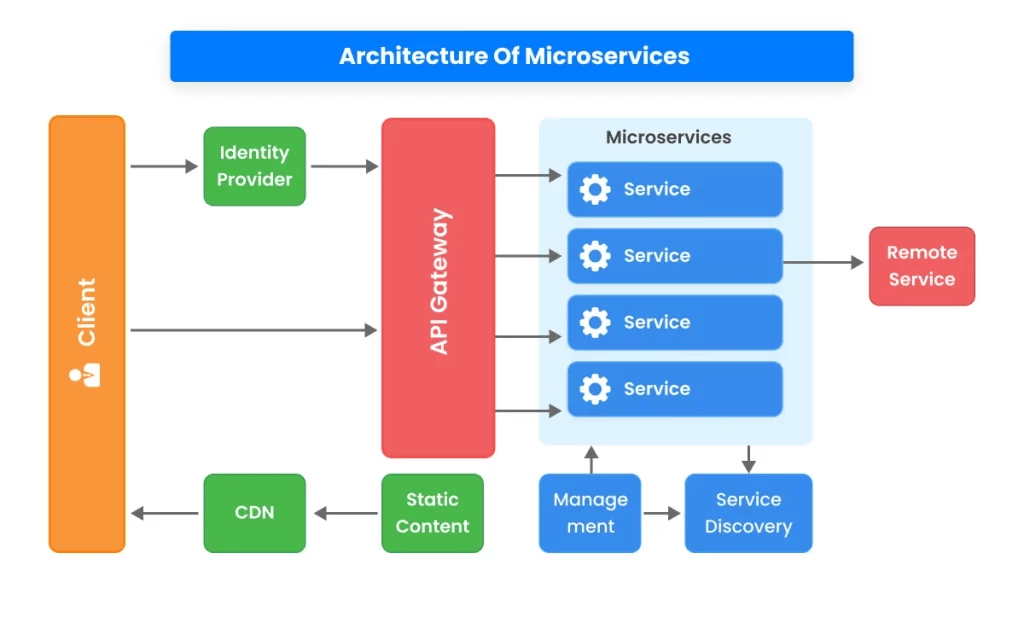 Architecture Of Microservices
Client
Identity
Provider
API Gateway
Microservices
Service
Service
Service
Service
Remote
Service
CDN
Static
Content
Manage
ment
Service
Discovery